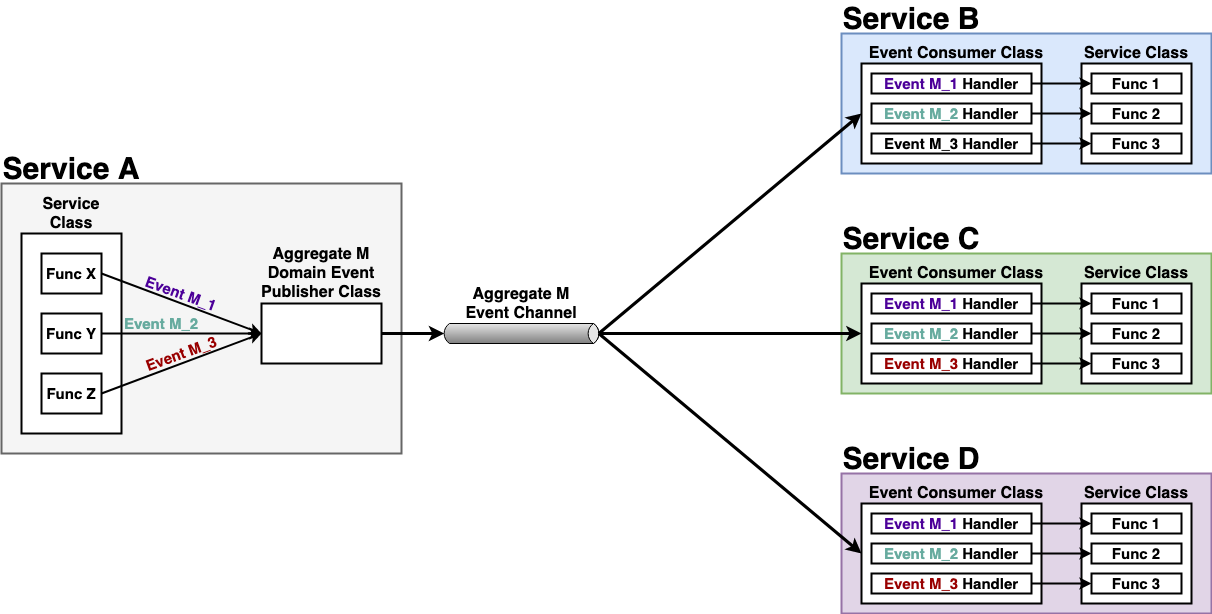 Service A
Service
Class
Func X
Func Y
Func Z
Event M_1
Event M_2
Event M_3
Aggregate M
Domain Event
Publisher Class
Aggregate M
Event Channel
Service B
Event Consumer Class
Service Class
Event M_1 Handler
Func 1
Event M_2 Handler
Func 2
Event M_3 Handler
Func 3
Service C
Event Consumer Class
Service Class
Event M_1 Handler
Func 1
Event M_2 Handler
Func 2
Event M_3 Handler
Func 3
Service D
Event Consumer Class
Service Class
Event M_1 Handler
Func 1
Event M_2 Handler
Func 2
Event M_3 Handler
Func 3